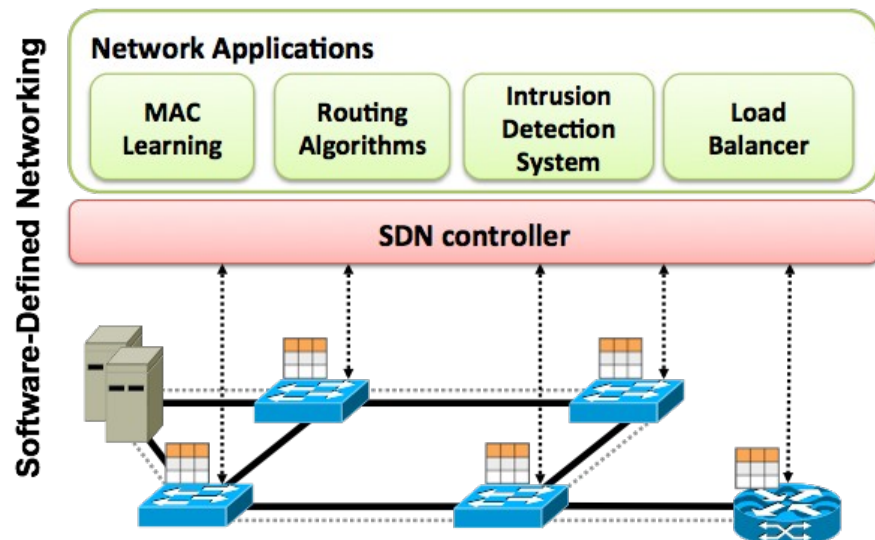 Software-Defined Networking
Network Applications
MAC
Learning
Routing
Algorithms
Intrusion
Detection
System
Load
Balancer
SDN controller